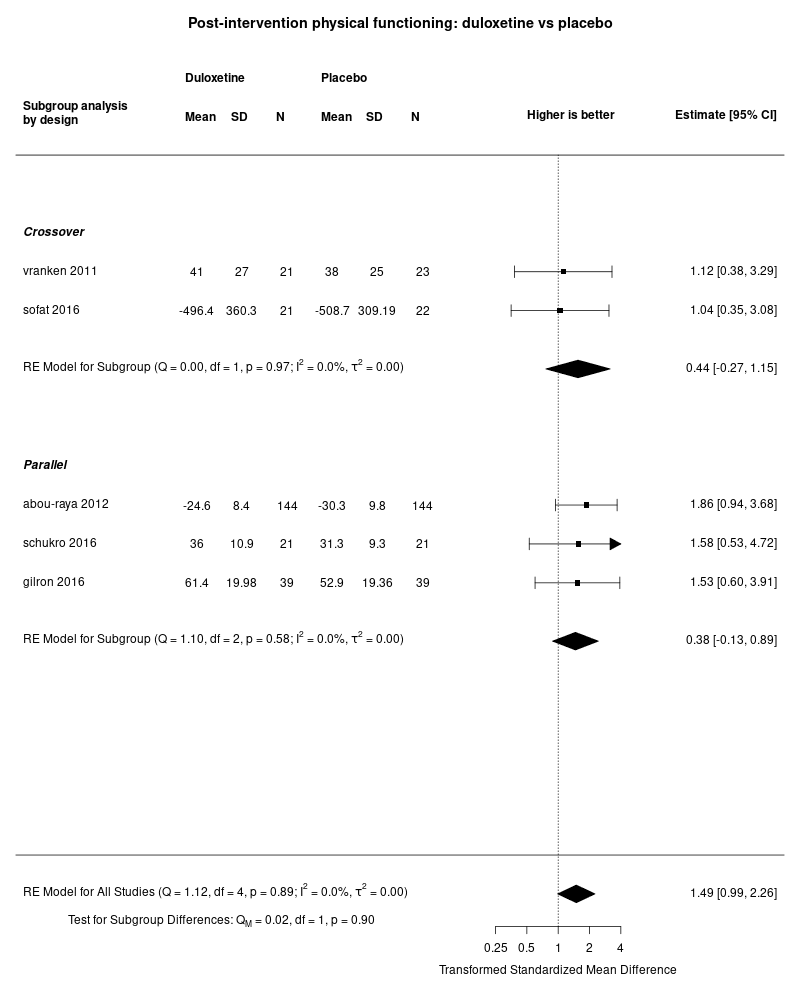 Post-intervention physical functioning: duloxetine vs placebo
Duloxetine Placebo
Subgroup analysis
by design
Mean SD N Mean SD N Higher is better Estimate [95% CI]
Crossover
vranken 2011 41 27 21 38 25 23 1.12 [0.38, 3.29]
sofat 2016 -496.4 360.3 21 -508.7 309.19 22 1.04 [0.35, 3.08]
RE Model for Subgroup (Q = 0.00, df = 1, p = 0.97; I² = 0.0%, τ² = 0.00) 0.44 [-0.27, 1.15]
Parallel
abou-raya 2012 -24.6 8.4 144 -30.3 9.8 144 1.86 [0.94, 3.68]
schukro 2016 36 10.9 21 31.3 9.3 21 1.58 [0.53, 4.72]
gilron 2016 61.4 19.98 39 52.9 19.36 39 1.53 [0.60, 3.91]
RE Model for Subgroup (Q = 1.10, df = 2, p = 0.58; I² = 0.0%, τ² = 0.00) 0.38 [-0.13, 0.89]
RE Model for All Studies (Q = 1.12, df = 4, p = 0.89; I² = 0.0%, τ² = 0.00) 1.49 [0.99, 2.26]
Test for Subgroup Differences: Q_M = 0.02, df = 1, p = 0.90
0.25 0.5 1 2 4
Transformed Standardized Mean Difference